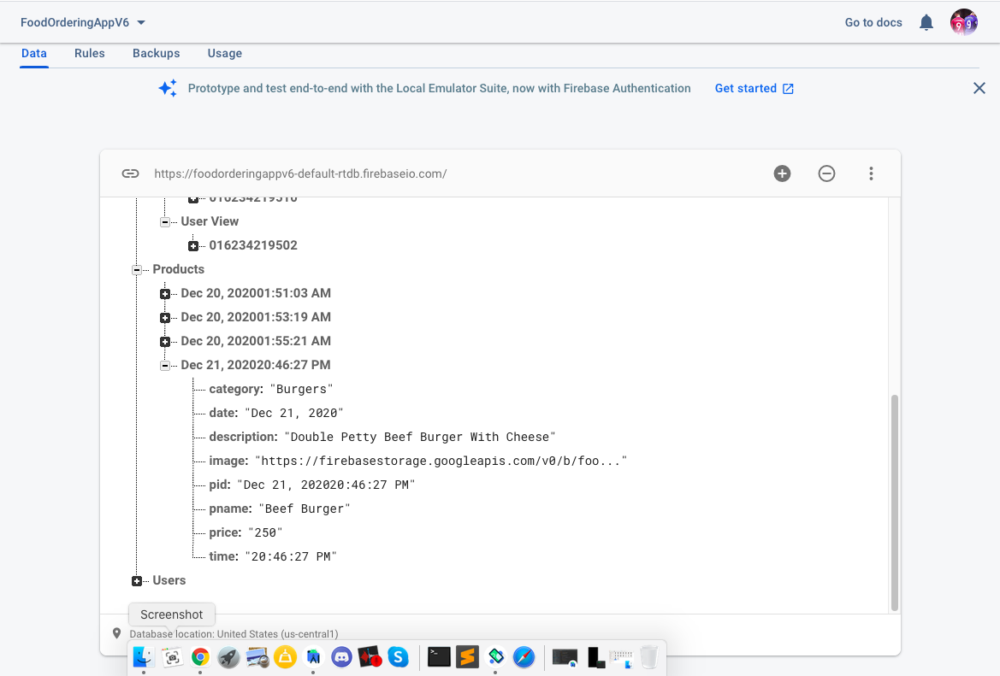 FoodOrderingAppV6
Go to docs
Data Rules Backups Usage
Prototype and test end-to-end with the Local Emulator Suite, now with Firebase Authentication Get started
https://foodorderingappv6-default-rtdb.firebaseio.com/
016234219510
User View
016234219502
Products
Dec 20, 202001:51:03 AM
Dec 20, 202001:53:19 AM
Dec 20, 202001:55:21 AM
Dec 21, 202020:46:27 PM
category: "Burgers"
date: "Dec 21, 2020"
description: "Double Petty Beef Burger With Cheese"
image: "https://firebasestorage.googleapis.com/v0/b/foo..."
pid: "Dec 21, 202020:46:27 PM"
pname: "Beef Burger"
price: "250"
time: "20:46:27 PM"
Users
Screenshot
Database location: United States (us-central1)